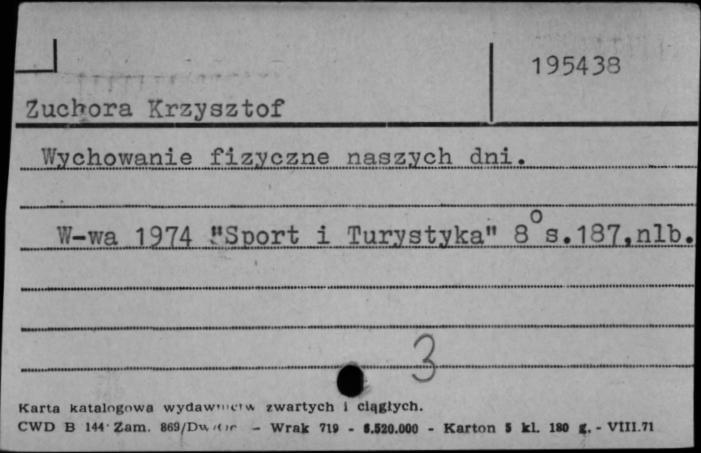 195438
Zuchora Krzysztof
Wychowanie fizyczne naszych dni.
W-wa 1974 "Sport i Turystyka" 8° s.187,nlb.
3
Karta katalogowa wydawnictw zwartych i ciągłych.
CWD B 144 Zam. 869/ – Wrak 719 - 8.520.000 - Karton 5 kl. 180 g. - VIII.71